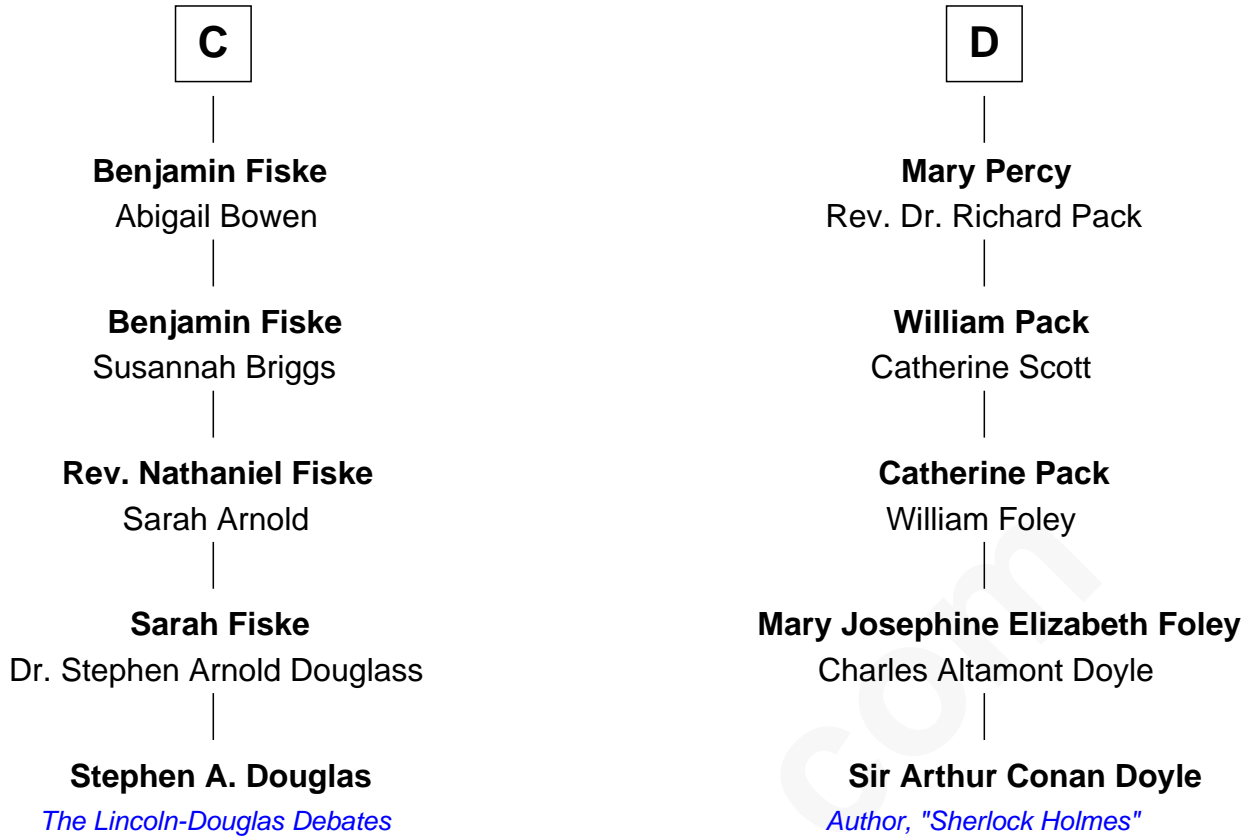 C
Benjamin Fiske
Abigail Bowen
Benjamin Fiske
Susannah Briggs
Rev. Nathaniel Fiske
Sarah Arnold
Sarah Fiske
Dr. Stephen Arnold Douglass
Stephen A. Douglas
The Lincoln-Douglas Debates
D
Mary Percy
Rev. Dr. Richard Pack
William Pack
Catherine Scott
Catherine Pack
William Foley
Mary Josephine Elizabeth Foley
Charles Altamont Doyle
Sir Arthur Conan Doyle
Author, "Sherlock Holmes"
com